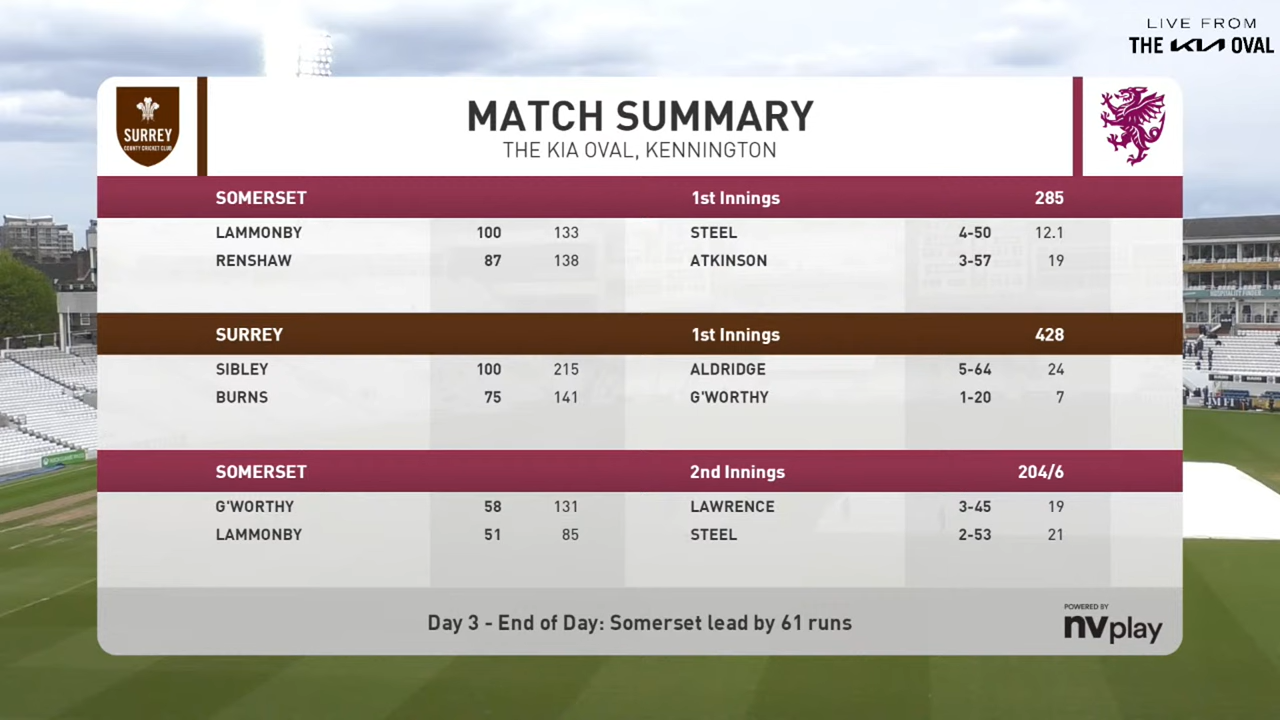 LIVE FROM
THE KIA OVAL
SURREY
COUNTY CRICKET CLUB
MATCH SUMMARY
THE KIA OVAL, KENNINGTON
SOMERSET 1st Innings 285
LAMMONBY 100 133 STEEL 4-50 12.1
RENSHAW 87 138 ATKINSON 3-57 19
SURREY 1st Innings 428
SIBLEY 100 215 ALDRIDGE 5-64 24
BURNS 75 141 G'WORTHY 1-20 7
SOMERSET 2nd Innings 204/6
G'WORTHY 58 131 LAWRENCE 3-45 19
LAMMONBY 51 85 STEEL 2-53 21
Day 3 - End of Day: Somerset lead by 61 runs
POWERED BY
nvplay